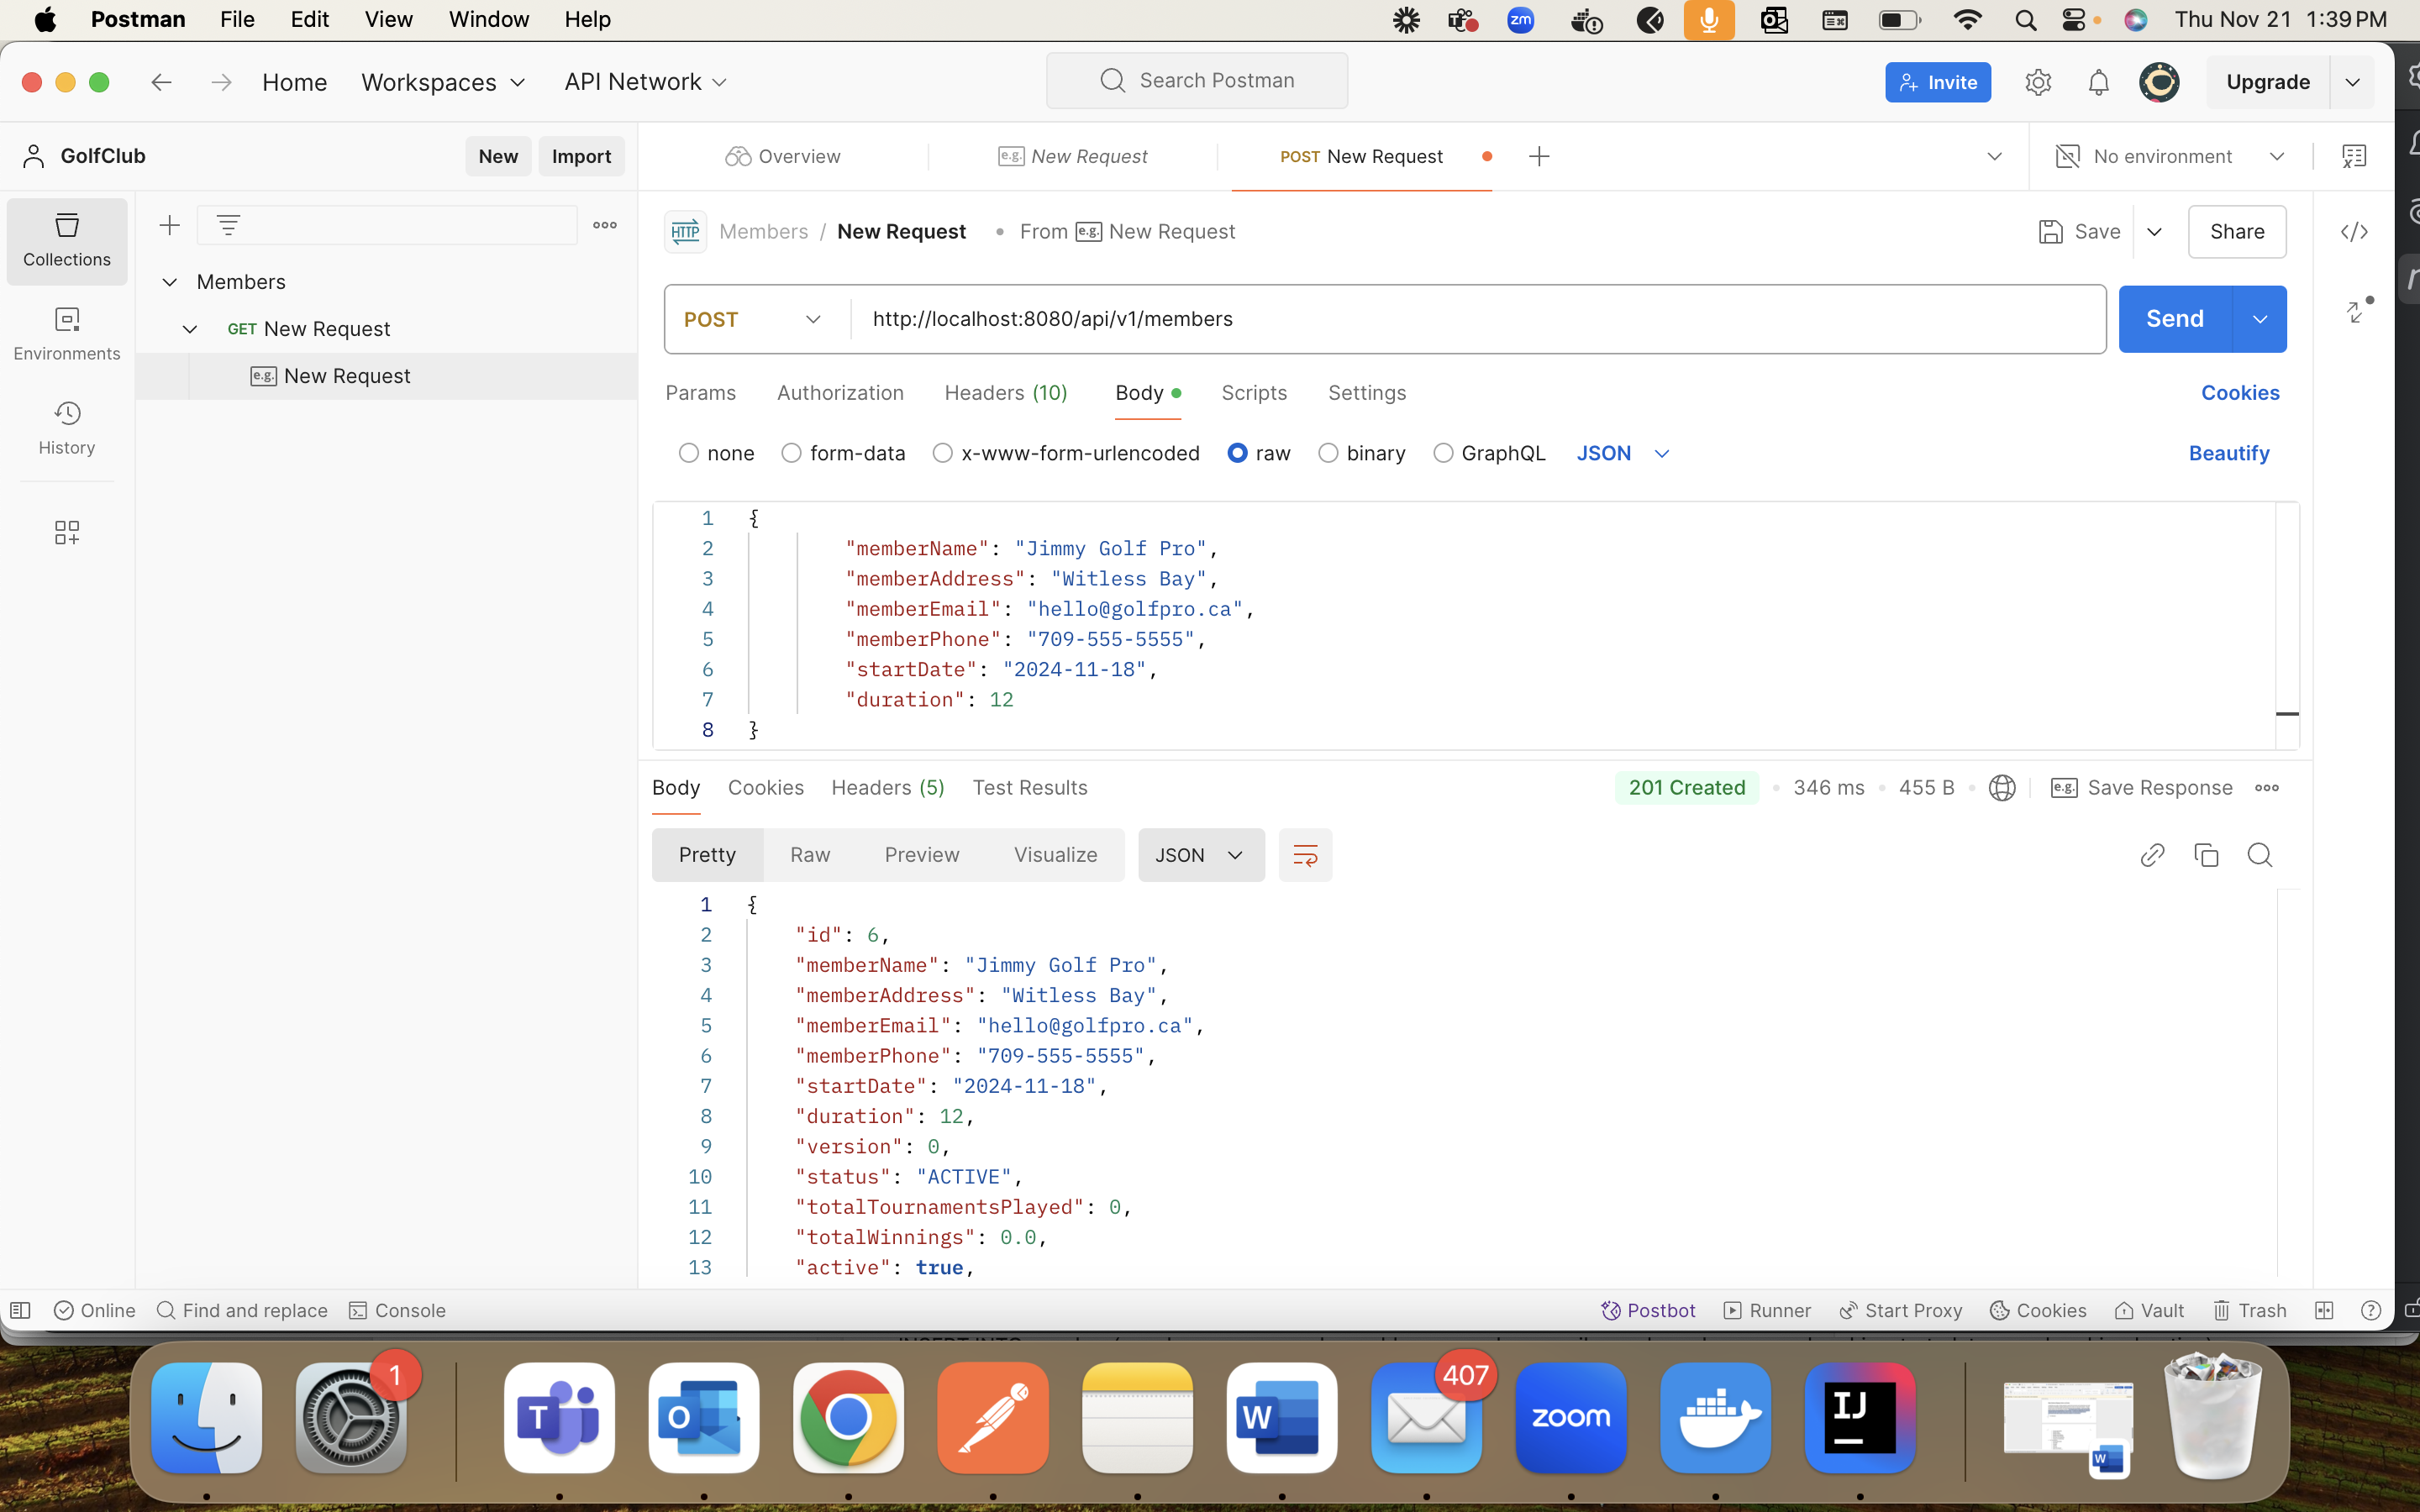 Postman File Edit View Window Help zm Thu Nov 21 1:39 PM
Home Workspaces API Network Search Postman Invite Upgrade
GolfClub New Import Overview e.g. New Request POST New Request No environment
Collections
Environments
History
Members
GET New Request
e.g. New Request
HTTP Members / New Request • From e.g. New Request Save Share
POST http://localhost:8080/api/v1/members Send
Params Authorization Headers (10) Body Scripts Settings Cookies
none form-data x-www-form-urlencoded raw binary GraphQL JSON Beautify
1 {
2 "memberName": "Jimmy Golf Pro",
3 "memberAddress": "Witless Bay",
4 "memberEmail": "hello@golfpro.ca",
5 "memberPhone": "709-555-5555",
6 "startDate": "2024-11-18",
7 "duration": 12
8 }
Body Cookies Headers (5) Test Results 201 Created • 346 ms • 455 B • e.g. Save Response
Pretty Raw Preview Visualize JSON
1 {
2 "id": 6,
3 "memberName": "Jimmy Golf Pro",
4 "memberAddress": "Witless Bay",
5 "memberEmail": "hello@golfpro.ca",
6 "memberPhone": "709-555-5555",
7 "startDate": "2024-11-18",
8 "duration": 12,
9 "version": 0,
10 "status": "ACTIVE",
11 "totalTournamentsPlayed": 0,
12 "totalWinnings": 0.0,
13 "active": true,
Online Find and replace Console Postbot Runner Start Proxy Cookies Vault Trash
1 T O W 407 zoom IJ W